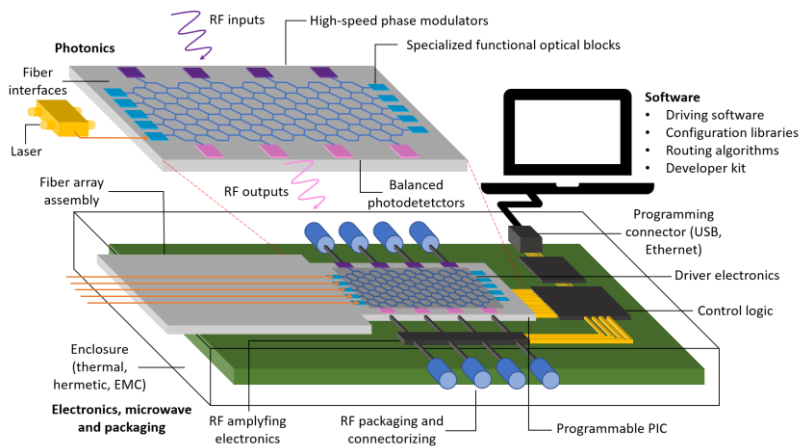 RF inputs
High-speed phase modulators
Photonics
Specialized functional optical blocks
Fiber
interfaces
Laser
Software
• Driving software
• Configuration libraries
• Routing algorithms
• Developer kit
RF outputs
Balanced
photodetetctors
Fiber array
assembly
Programming
connector (USB,
Ethernet)
Driver electronics
Control logic
Enclosure
(thermal,
hermetic, EMC)
Electronics, microwave
and packaging
RF amplyfing
electronics
RF packaging and
connectorizing
Programmable PIC